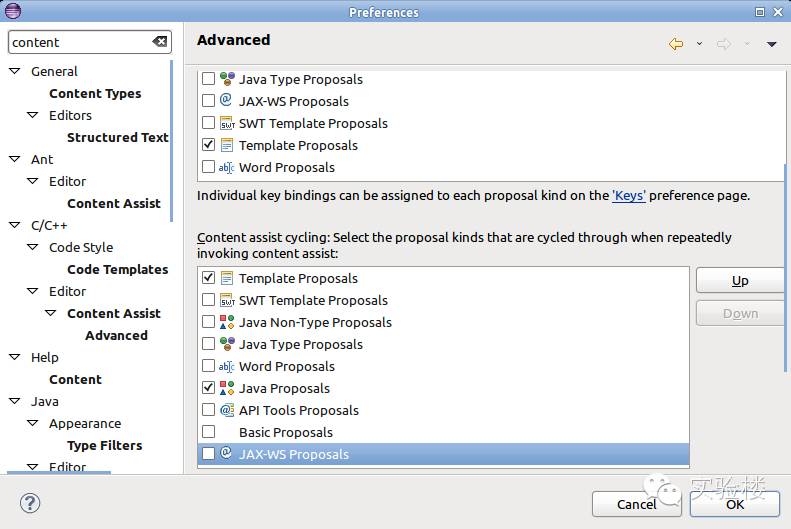 Preferences
content
General
Content Types
Editors
Structured Text
Ant
Editor
Content Assist
C/C++
Code Style
Code Templates
Editor
Content Assist
Advanced
Help
Content
Java
Appearance
Type Filters
Editor
Advanced
Java Type Proposals
@ JAX-WS Proposals
SWT SWT Template Proposals
Template Proposals
ab|c Word Proposals
Individual key bindings can be assigned to each proposal kind on the 'Keys' preference page.
Content assist cycling: Select the proposal kinds that are cycled through when repeatedly
invoking content assist:
Template Proposals
SWT SWT Template Proposals
Java Non-Type Proposals
Java Type Proposals
ab|c Word Proposals
Java Proposals
@ API Tools Proposals
Basic Proposals
@ JAX-WS Proposals
Up
Down
?
Cancel
OK
实验楼